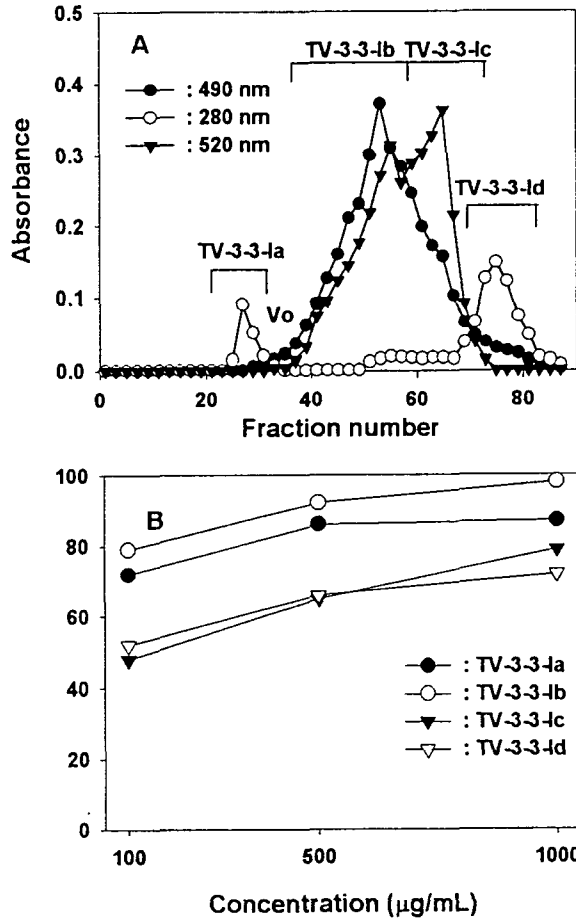 A
TV-3-3-Ib TV-3-3-Ic
: 490 nm
: 280 nm
: 520 nm
TV-3-3-Id
TV-3-3-Ia
Vo
Absorbance
0.5
0.4
0.3
0.2
0.1
0.0
0 20 40 60 80
Fraction number
B
100
80
60
40
20
0
: TV-3-3-Ia
: TV-3-3-Ib
: TV-3-3-Ic
: TV-3-3-Id
100 500 1000
Concentration (μg/mL)